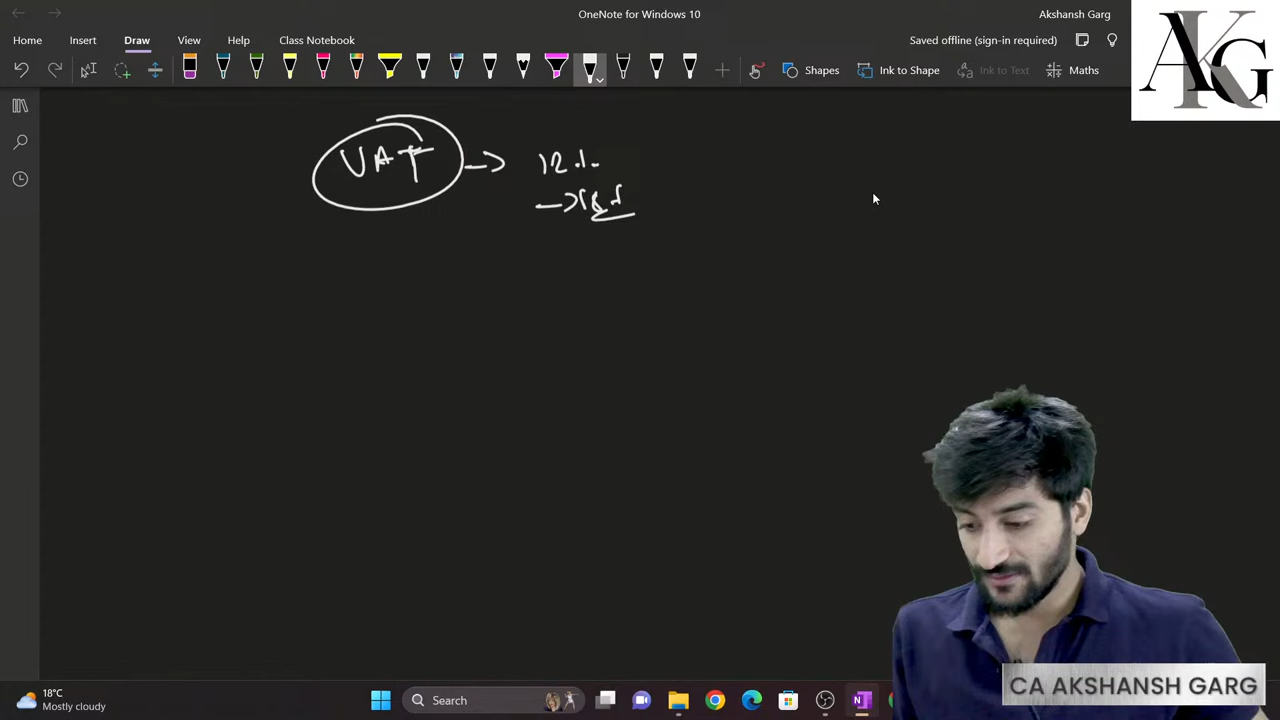 OneNote for Windows 10
Akshansh Garg
Home Insert Draw View Help Class Notebook
Saved offline (sign-in required)
Shapes Ink to Shape Ink to Text Maths
AKG
VAT → 12%
→
CA AKSHANSH GARG
18°C
Mostly cloudy
Search